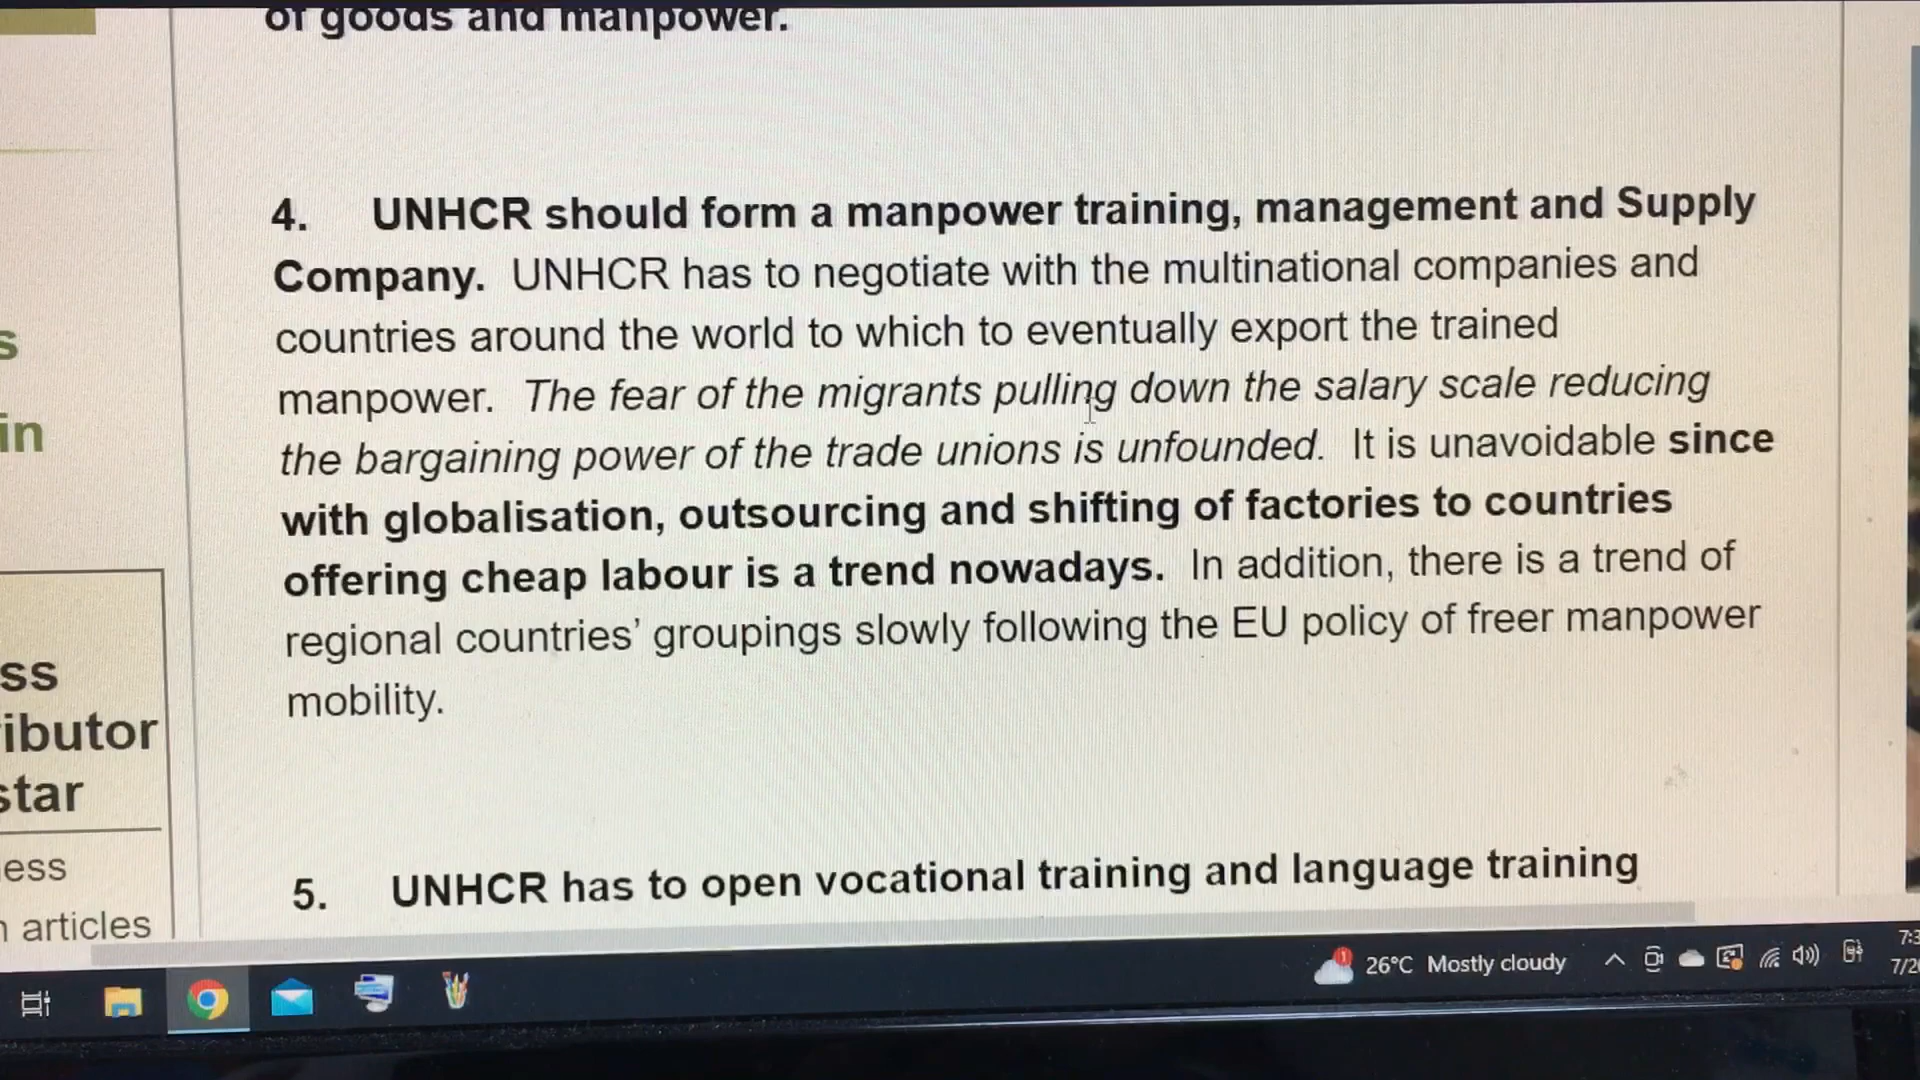 of goods and manpower.
4. UNHCR should form a manpower training, management and Supply
Company. UNHCR has to negotiate with the multinational companies and
countries around the world to which to eventually export the trained
manpower. The fear of the migrants pulling down the salary scale reducing
the bargaining power of the trade unions is unfounded. It is unavoidable since
with globalisation, outsourcing and shifting of factories to countries
offering cheap labour is a trend nowadays. In addition, there is a trend of
regional countries’ groupings slowly following the EU policy of freer manpower
mobility.
5. UNHCR has to open vocational training and language training
s
in
ss
ibutor
star
ess
articles
26°C Mostly cloudy